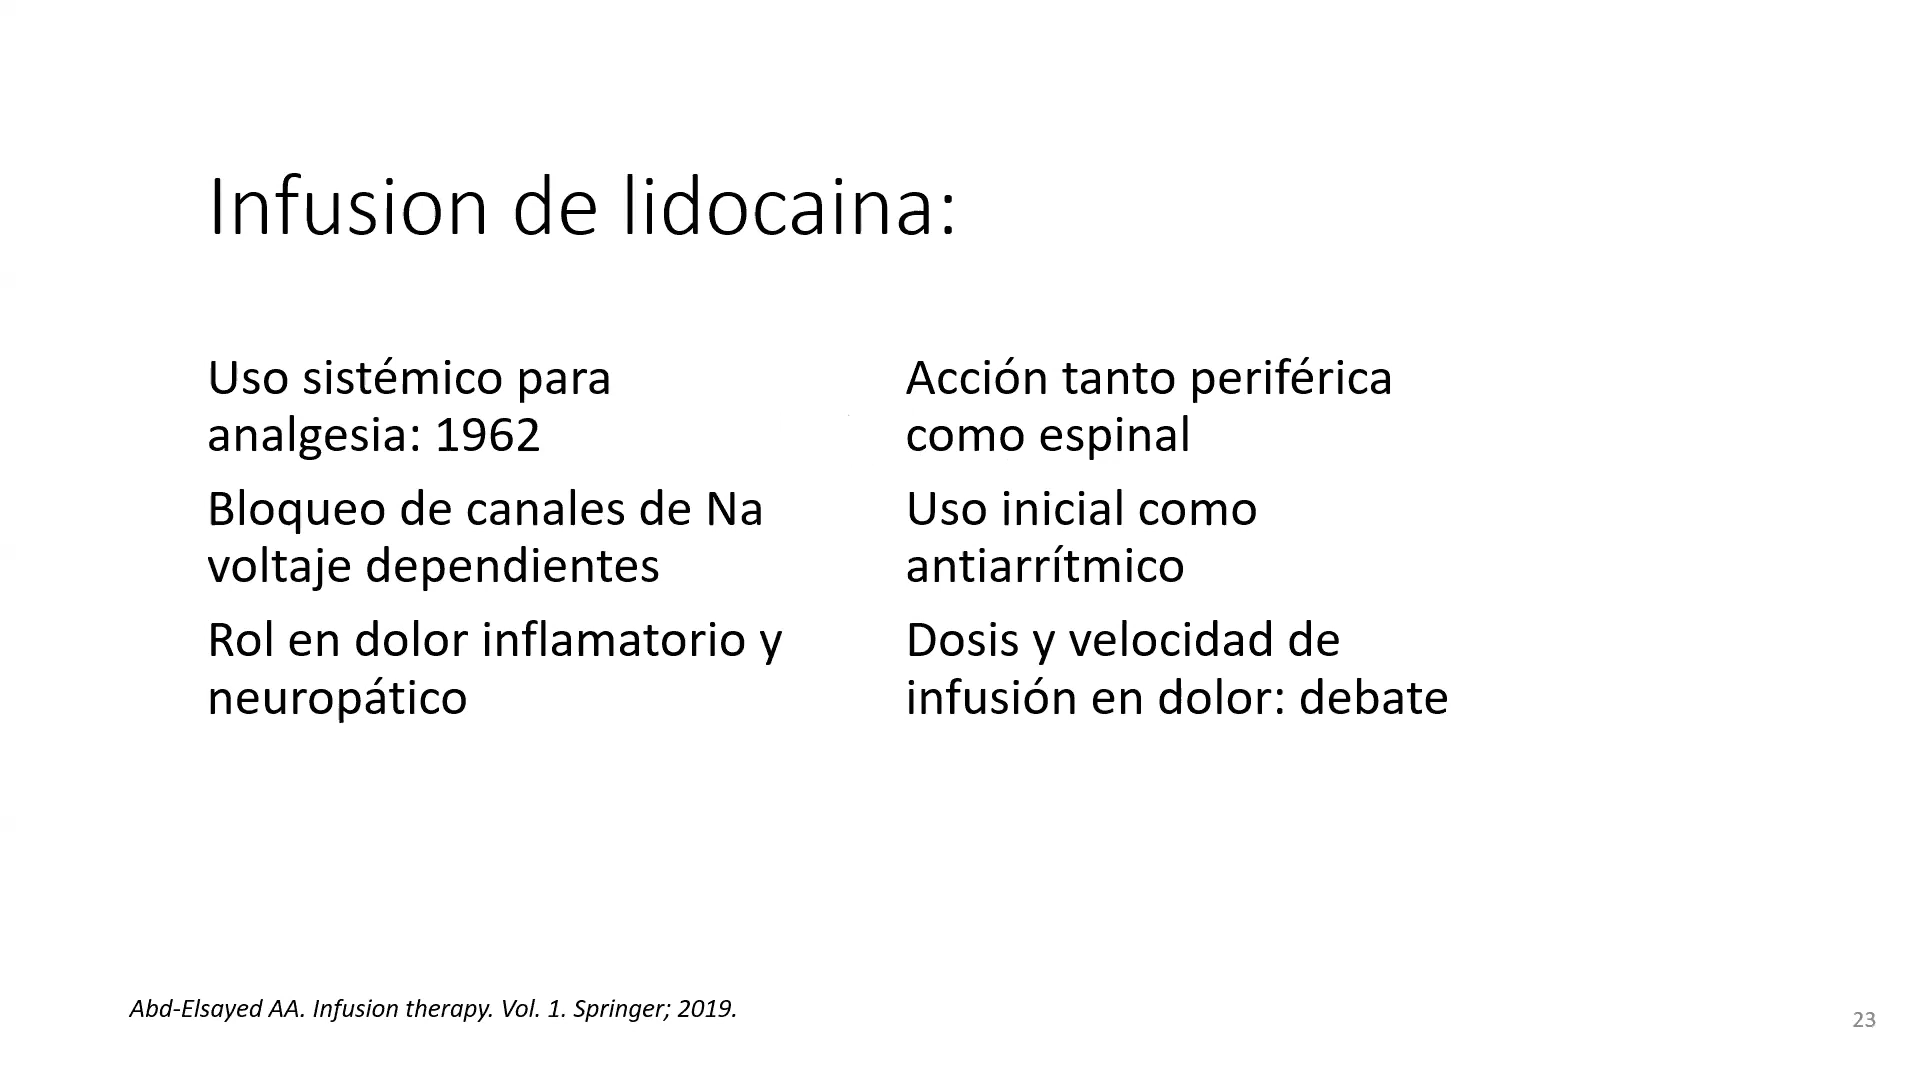 Infusion de lidocaina:
Uso sistémico para
analgesia: 1962
Bloqueo de canales de Na
voltaje dependientes
Rol en dolor inflamatorio y
neuropático
Acción tanto periférica
como espinal
Uso inicial como
antiarrítmico
Dosis y velocidad de
infusión en dolor: debate
Abd-Elsayed AA. Infusion therapy. Vol. 1. Springer; 2019.
23